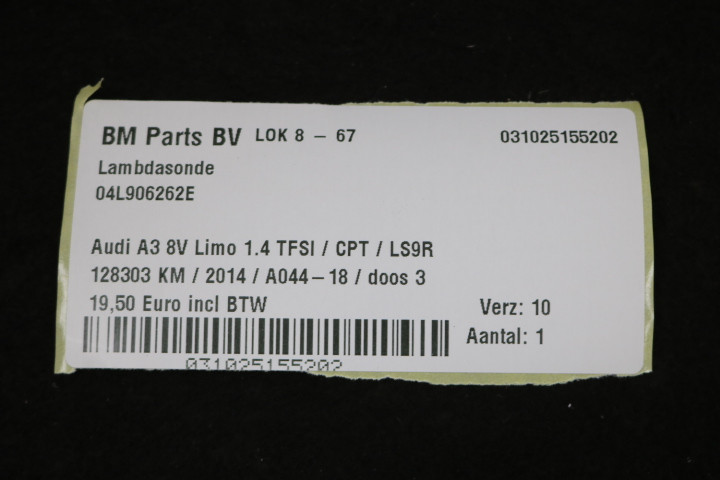 BM Parts BV LOK 8 - 67 031025155202
Lambdasonde
04L906262E
Audi A3 8V Limo 1.4 TFSI / CPT / LS9R
128303 KM / 2014 / A044-18 / doos 3
19,50 Euro incl BTW Verz: 10
Aantal: 1
031025155202